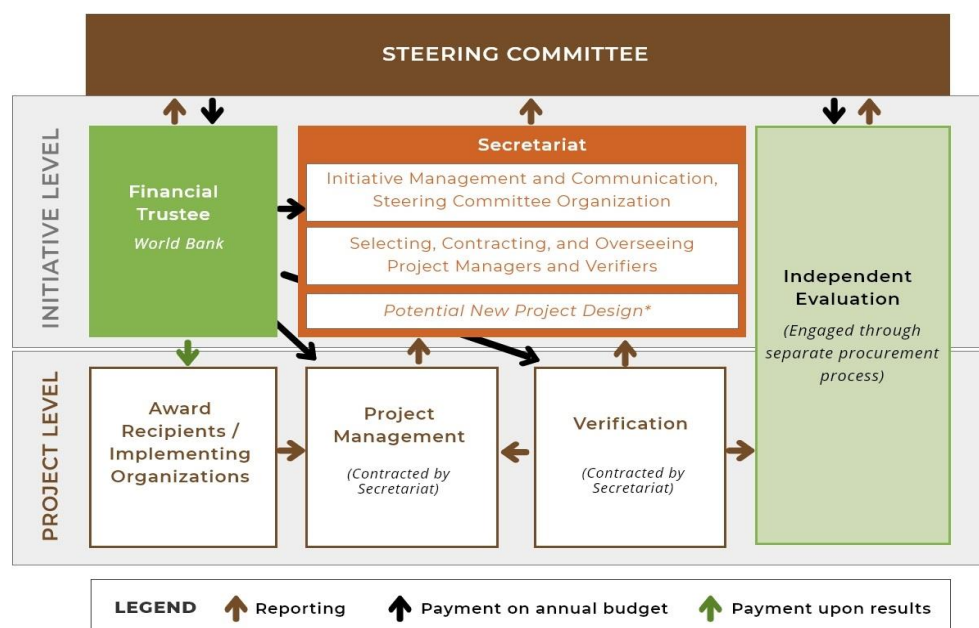 STEERING COMMITTEE
INITIATIVE LEVEL
Financial
Trustee
World Bank
Secretariat
Initiative Management and Communication,
Steering Committee Organization
Selecting, Contracting, and Overseeing
Project Managers and Verifiers
Potential New Project Design*
Independent
Evaluation
(Engaged through
separate procurement
process)
PROJECT LEVEL
Award
Recipients /
Implementing
Organizations
Project
Management
(Contracted by
Secretariat)
Verification
(Contracted by
Secretariat)
LEGEND
Reporting
Payment on annual budget
Payment upon results